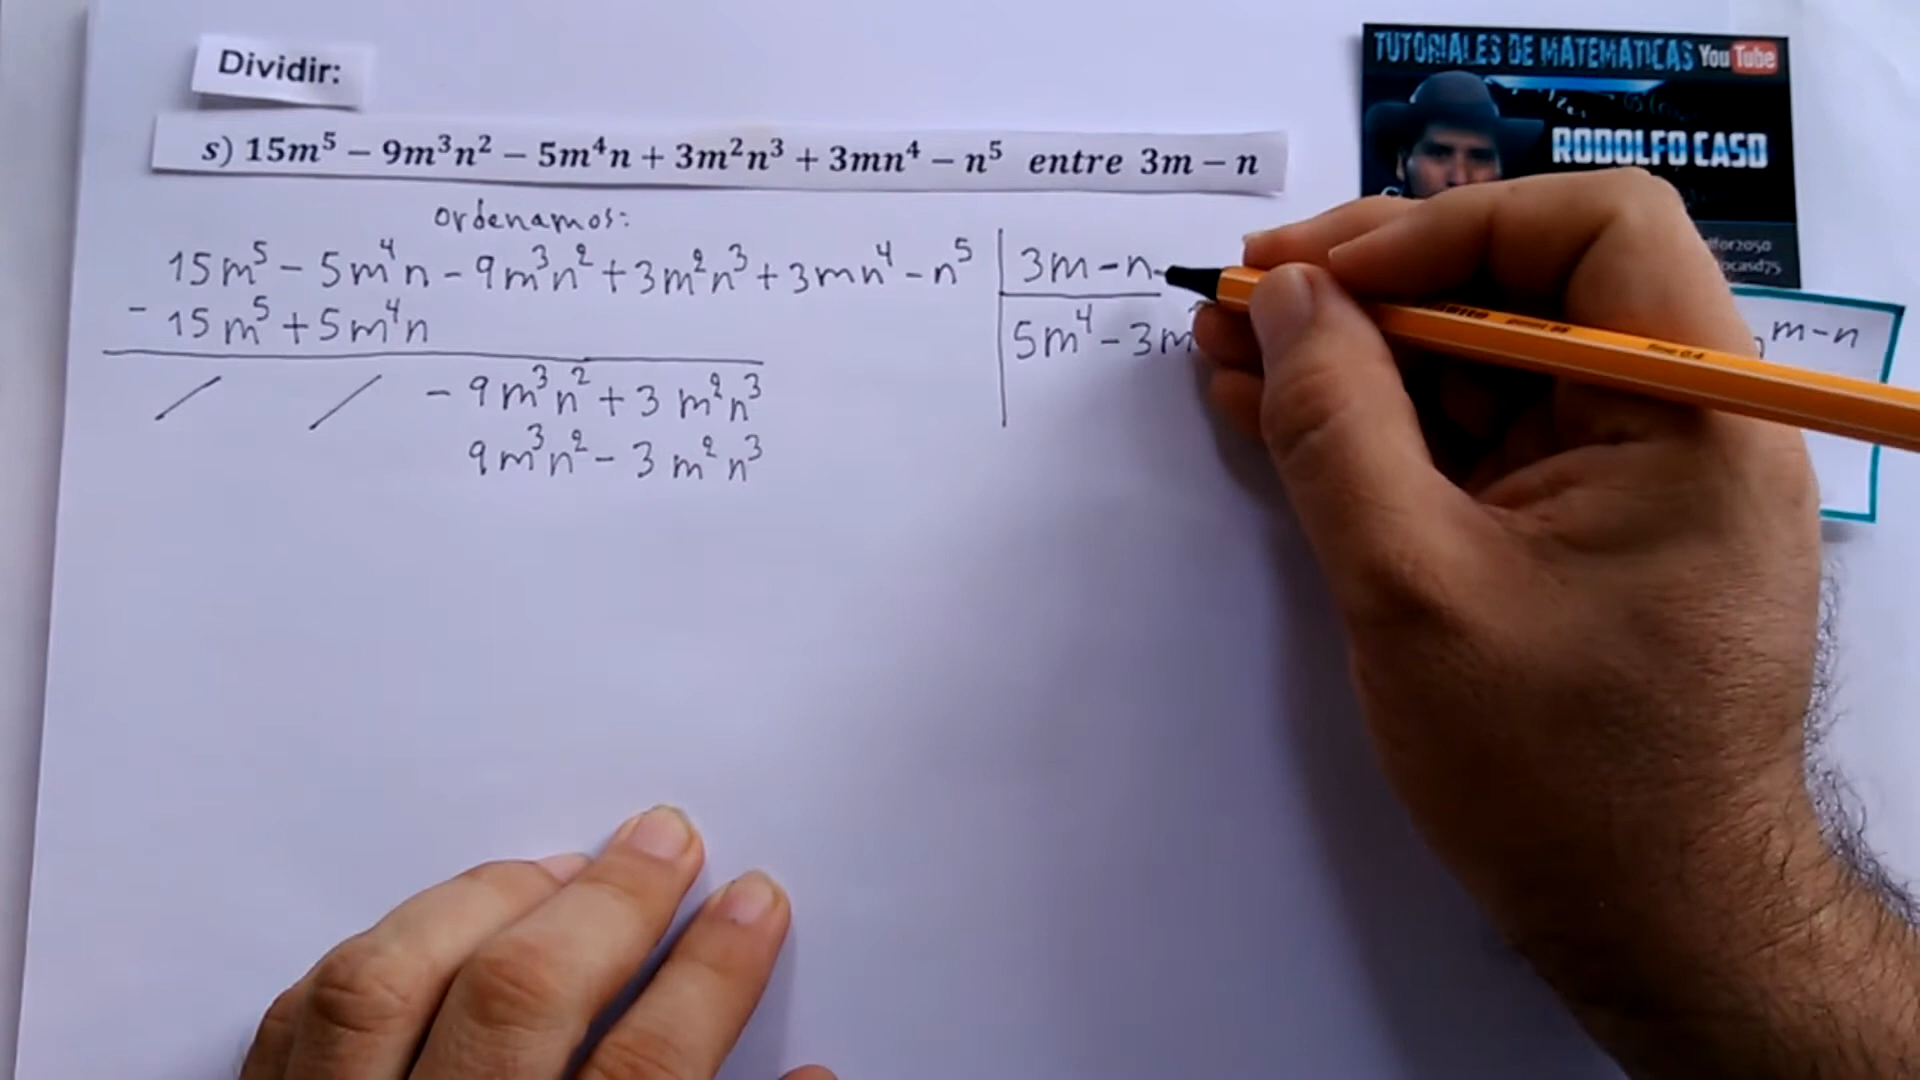 Dividir:
s) 15m⁵ − 9m³n² − 5m⁴n + 3m²n³ + 3mn⁴ − n⁵ entre 3m − n
TUTORIALES DE MATEMATICAS YouTube
RODOLFO CASO
ordenamos:
15m⁵ − 5m⁴n − 9m³n² + 3m²n³ + 3mn⁴ − n⁵ | 3m − n
− 15m⁵ + 5m⁴n
5m⁴ − 3m
m − n
− 9m³n² + 3m²n³
9m³n² − 3m²n³